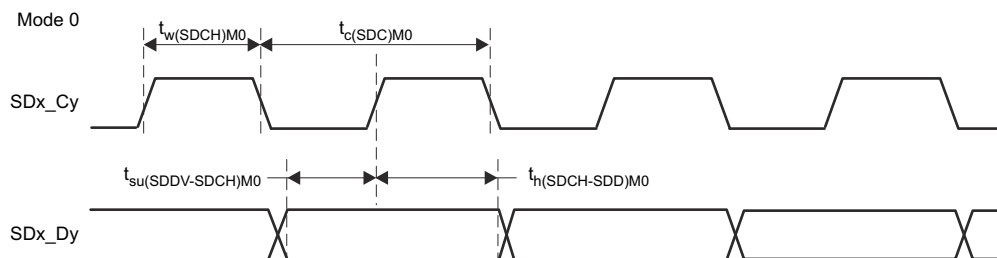 Mode 0
tw(SDCH)M0
tc(SDC)M0
SDx_Cy
tsu(SDDV-SDCH)M0
th(SDCH-SDD)M0
SDx_Dy